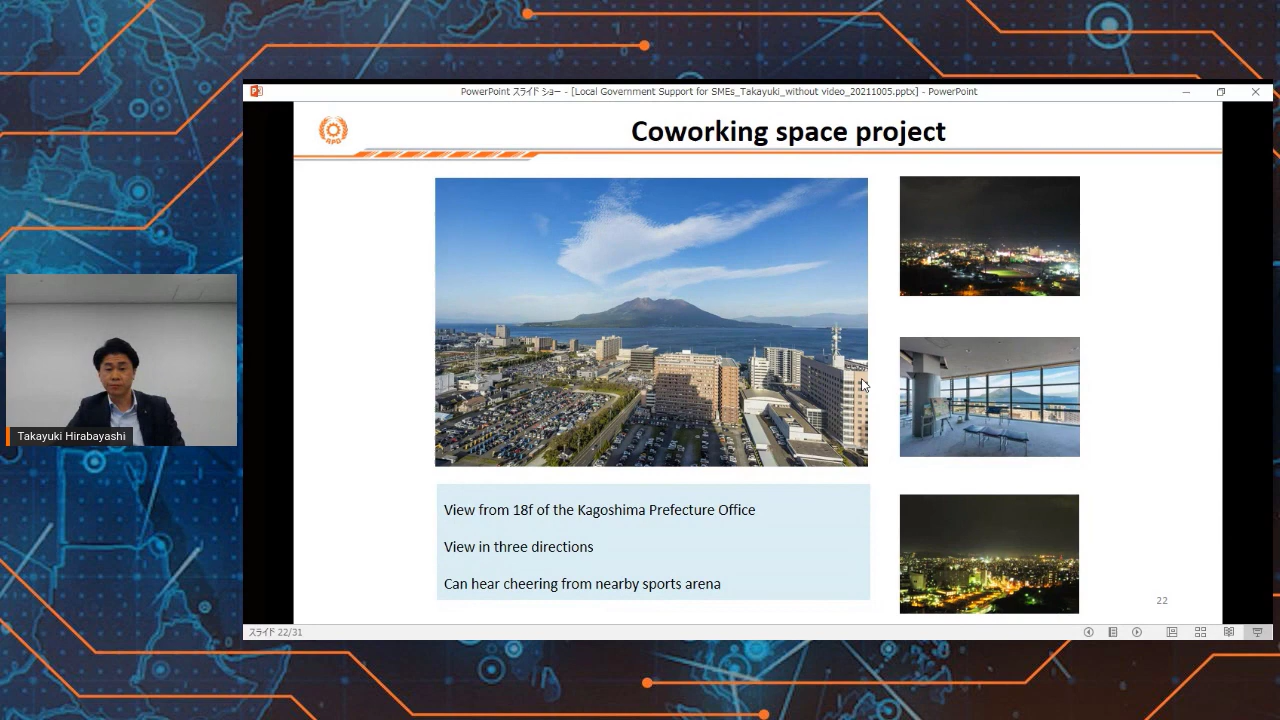 PowerPoint スライド ショー - [Local Government Support for SMEs_Takayuki_without video_20211005.pptx] - PowerPoint
APO
Coworking space project
Takayuki Hirabayashi
View from 18f of the Kagoshima Prefecture Office
View in three directions
Can hear cheering from nearby sports arena
22
スライド 22/31